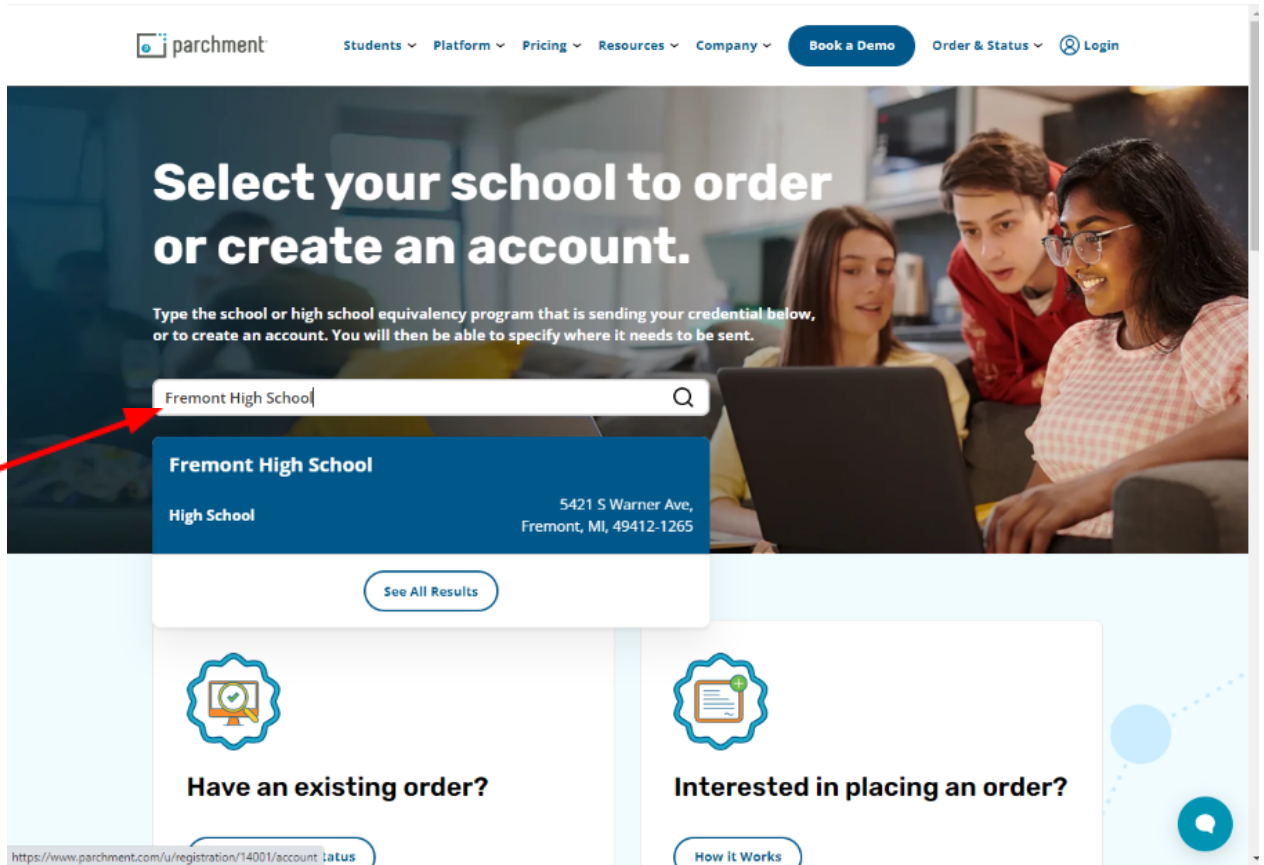 parchment
Students Platform Pricing Resources Company Book a Demo Order & Status Login
Select your school to order
or create an account.
Type the school or high school equivalency program that is sending your credential below,
or to create an account. You will then be able to specify where it needs to be sent.
Fremont High School
Fremont High School
High School
5421 S Warner Ave,
Fremont, MI, 49412-1265
See All Results
Have an existing order?
Interested in placing an order?
How it Works
https://www.parchment.com/u/registration/14001/account